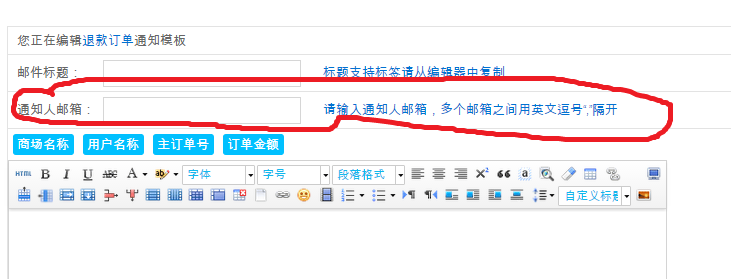 您正在编辑退款订单通知模板
邮件标题： 标题支持标签请从编辑器中复制
通知人邮箱： 请输入通知人邮箱，多个邮箱之间用英文逗号“,”隔开
商场名称 用户名称 主订单号 订单金额
HTML B I U ABC A ab 字体 字号 段落格式 X² a
自定义标题